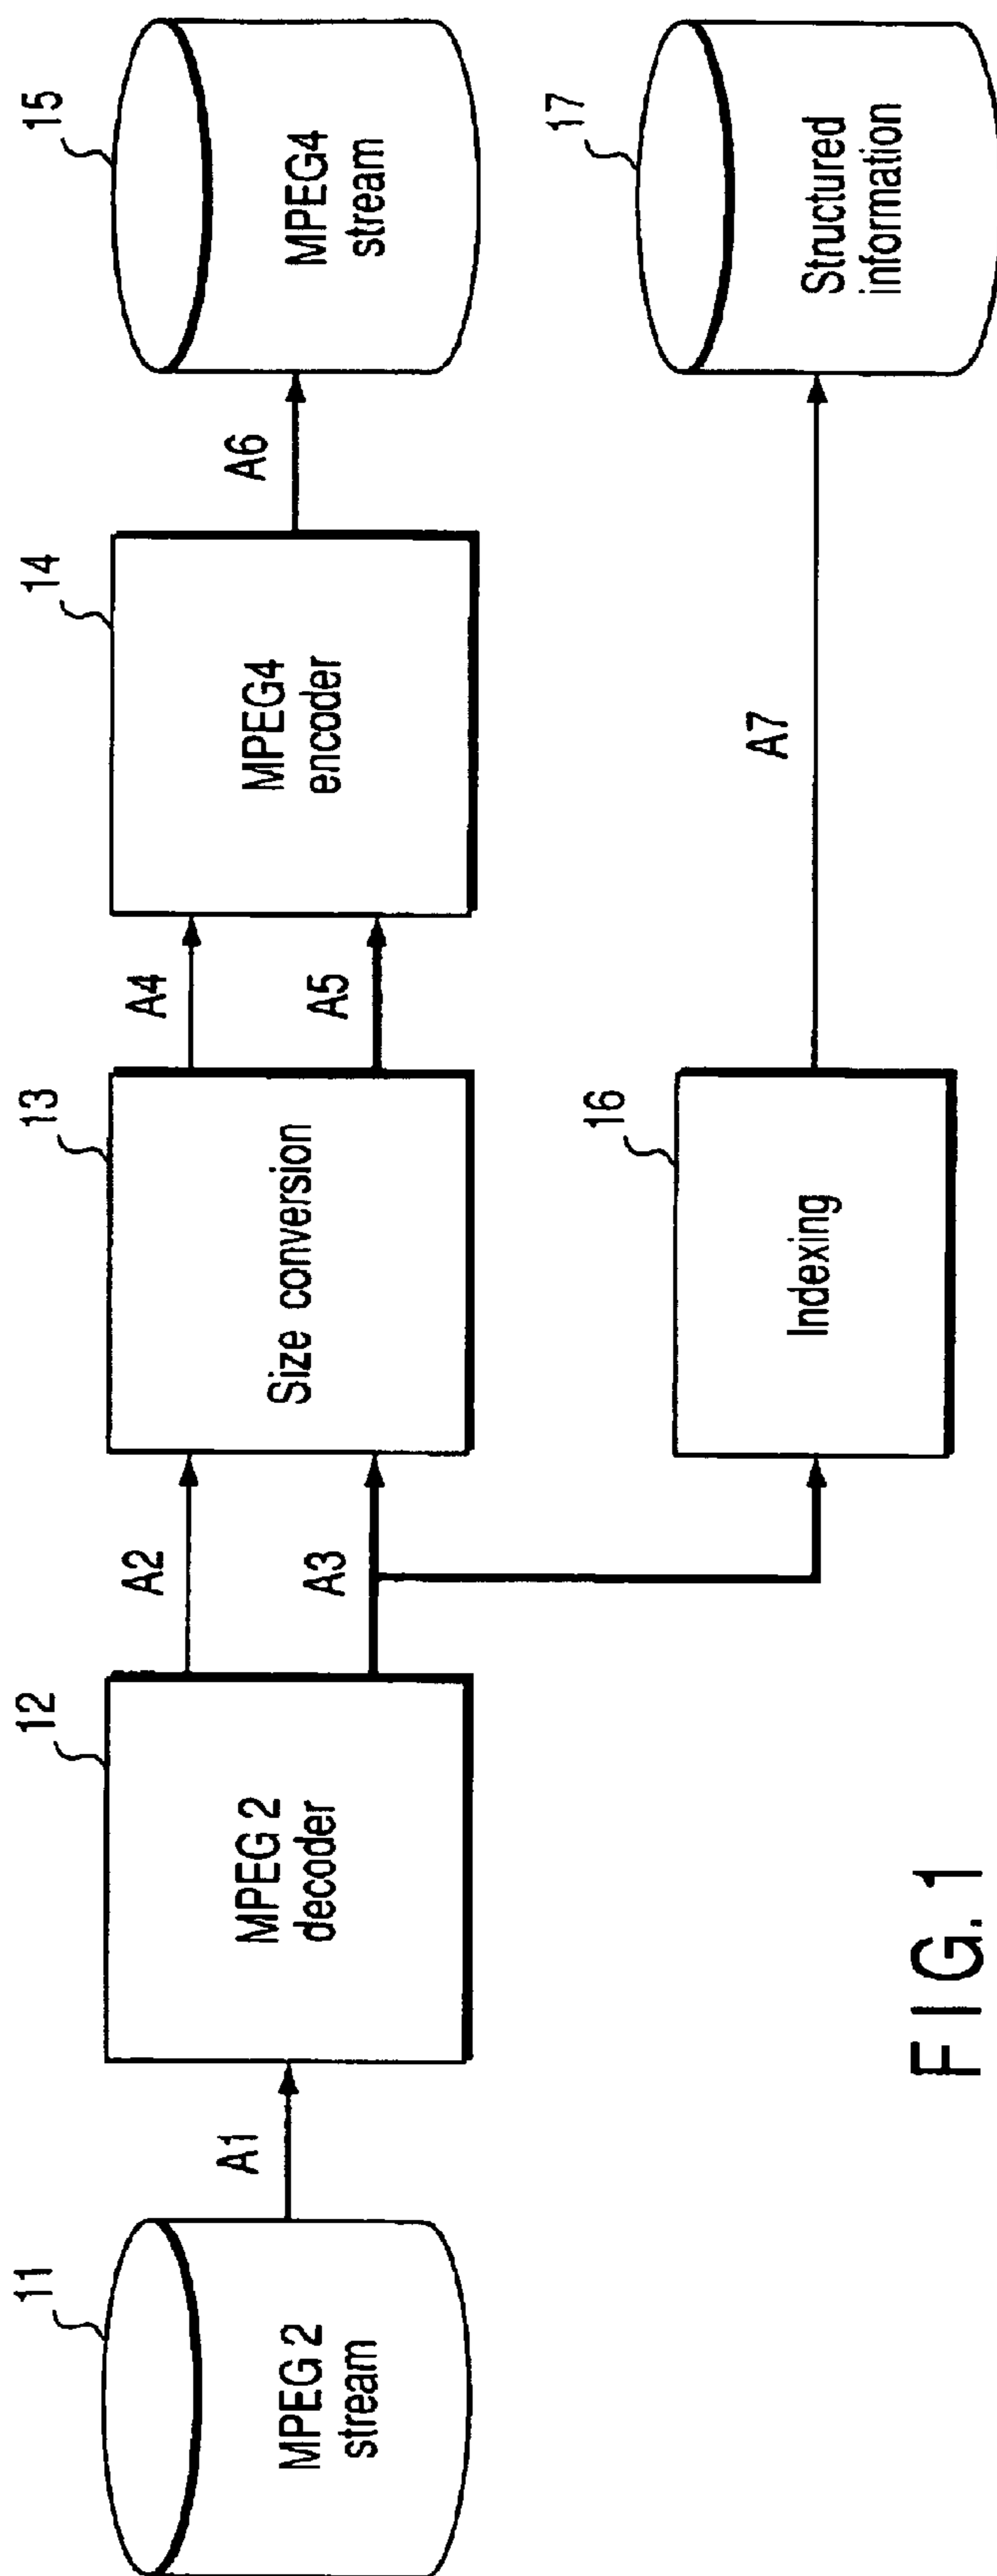 11
MPEG 2
stream
A1
12
MPEG 2
decoder
A2
A3
13
Size conversion
A4
A5
14
MPEG4
encoder
A6
15
MPEG4
stream
16
Indexing
A7
17
Structured
information
FIG. 1